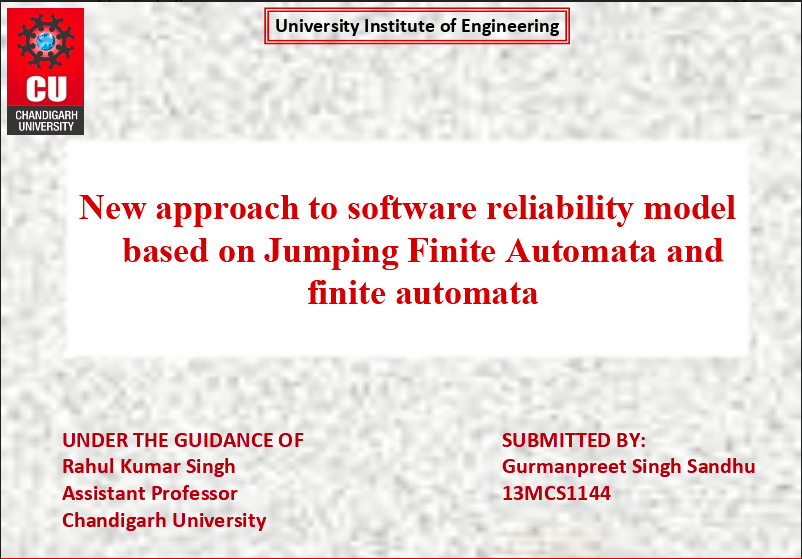 University Institute of Engineering
CU
CHANDIGARH
UNIVERSITY
New approach to software reliability model
based on Jumping Finite Automata and
finite automata
UNDER THE GUIDANCE OF
Rahul Kumar Singh
Assistant Professor
Chandigarh University
SUBMITTED BY:
Gurmanpreet Singh Sandhu
13MCS1144